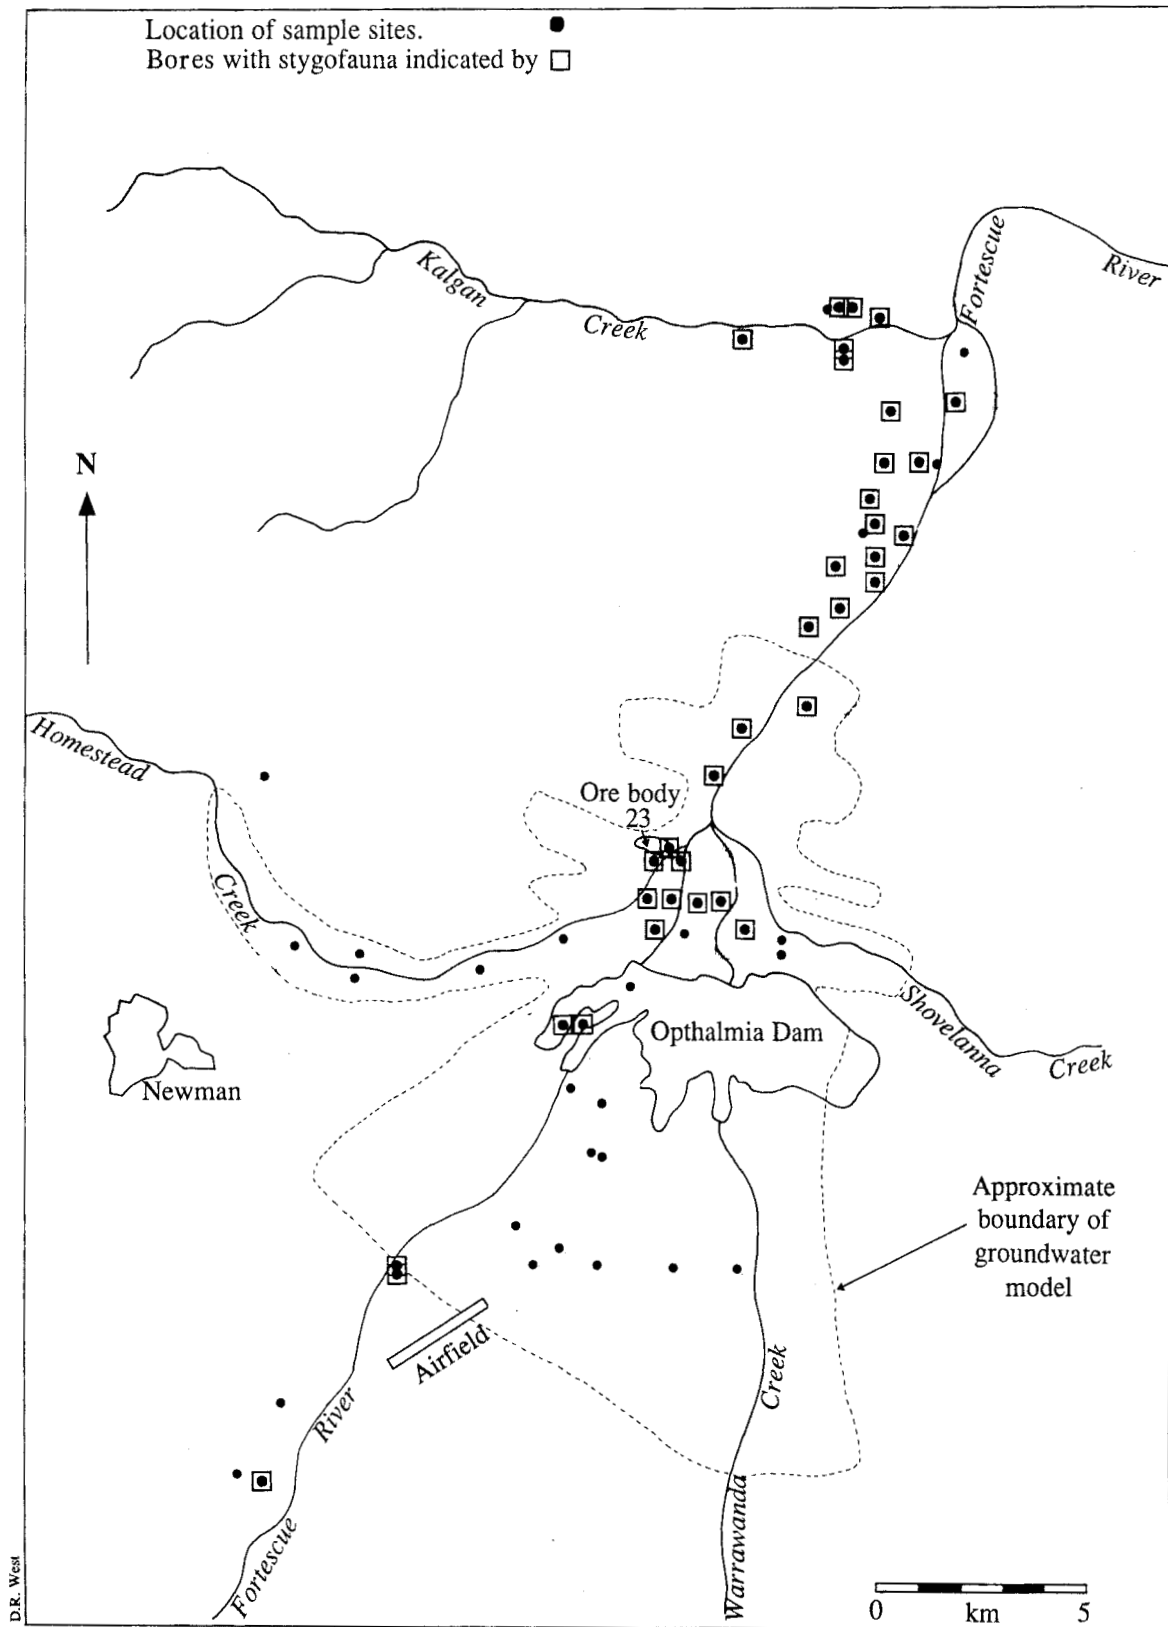 Location of sample sites.
Bores with stygofauna indicated by
Kalgan
Creek
Fortescue
River
N
Homestead
Creek
Ore body
23
Opthalmia Dam
Shovelanna
Creek
Newman
Approximate
boundary of
groundwater
model
Airfield
River
Fortescue
Creek
Warrawanda
0 km 5
D.R. West